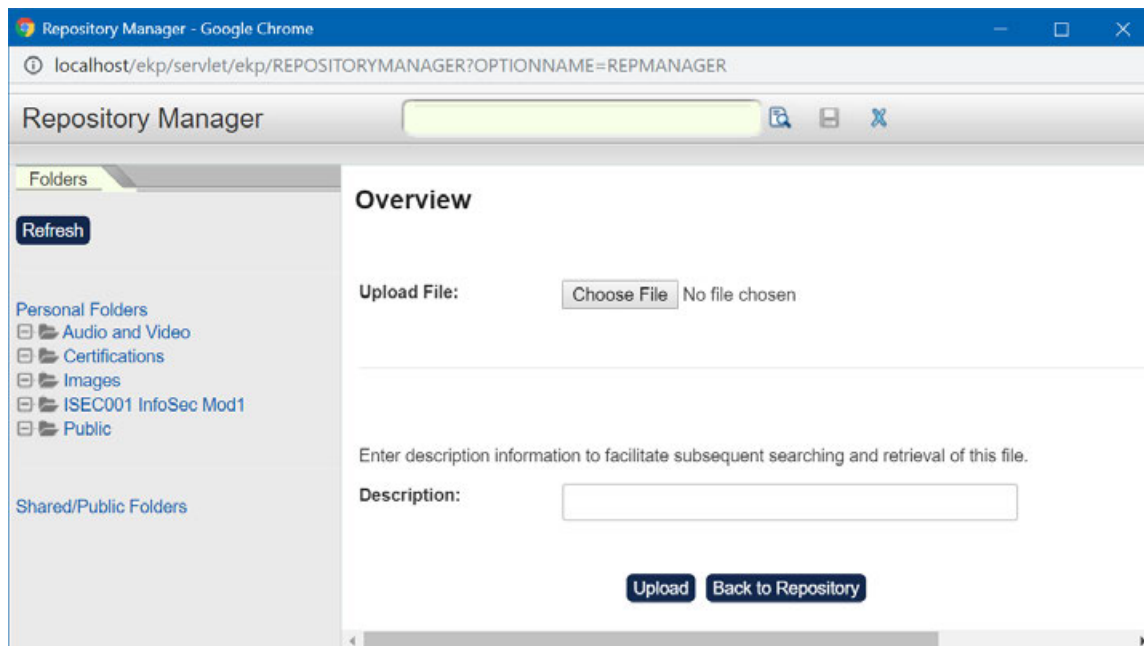 Repository Manager - Google Chrome
localhost/ekp/servlet/ekp/REPOSITORYMANAGER?OPTIONNAME=REPMANAGER
Repository Manager
Folders
Refresh
Personal Folders
Audio and Video
Certifications
Images
ISEC001 InfoSec Mod1
Public
Shared/Public Folders
Overview
Upload File: Choose File No file chosen
Enter description information to facilitate subsequent searching and retrieval of this file.
Description:
Upload Back to Repository